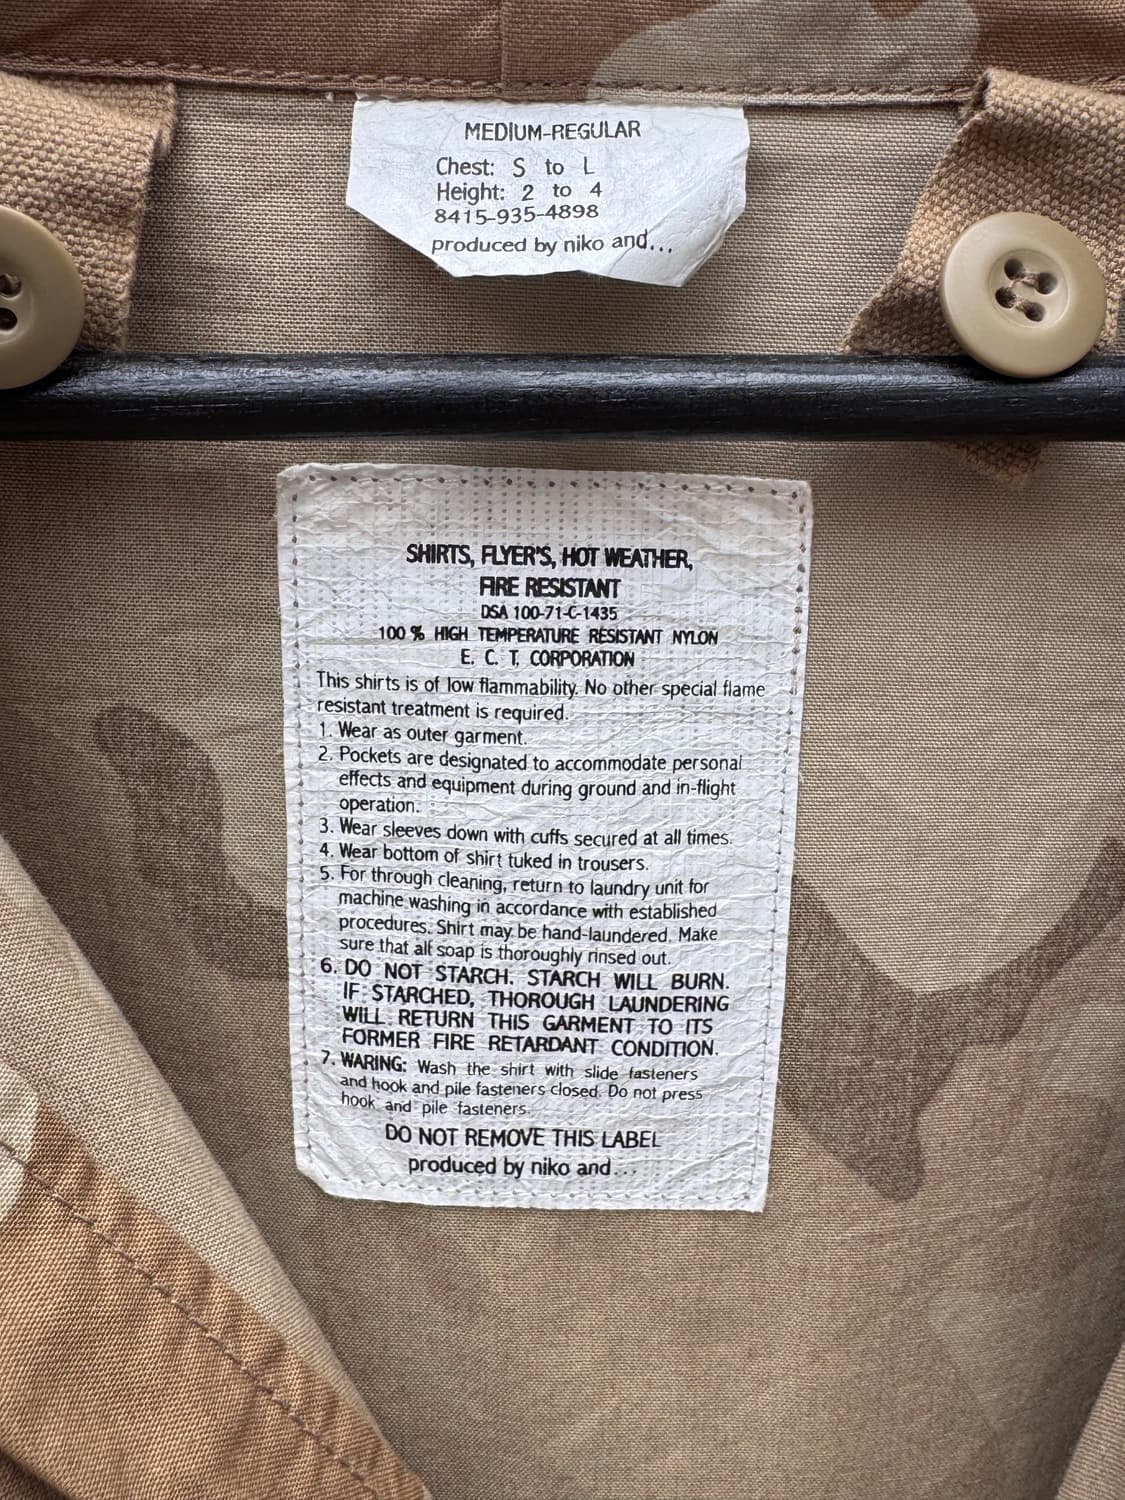 MEDIUM-REGULAR
Chest: S to L
Height: 2 to 4
8415-935-4898
produced by niko and...
SHIRTS, FLYER'S, HOT WEATHER,
FIRE RESISTANT
DSA 100-71-C-1435
100 % HIGH TEMPERATURE RESISTANT NYLON
E. C. T. CORPORATION
This shirts is of low flammability. No other special flame
resistant treatment is required.
1. Wear as outer garment.
2. Pockets are designated to accommodate personal
effects and equipment during ground and in-flight
operation.
3. Wear sleeves down with cuffs secured at all times.
4. Wear bottom of shirt tuked in trousers.
5. For through cleaning, return to laundry unit for
machine washing in accordance with established
procedures. Shirt may be hand-laundered. Make
sure that all soap is thoroughly rinsed out.
6. DO NOT STARCH. STARCH WILL BURN.
IF STARCHED, THOROUGH LAUNDERING
WILL RETURN THIS GARMENT TO ITS
FORMER FIRE RETARDANT CONDITION.
7. WARING: Wash the shirt with slide fasteners
and hook and pile fasteners closed. Do not press
hook and pile fasteners.
DO NOT REMOVE THIS LABEL
produced by niko and...